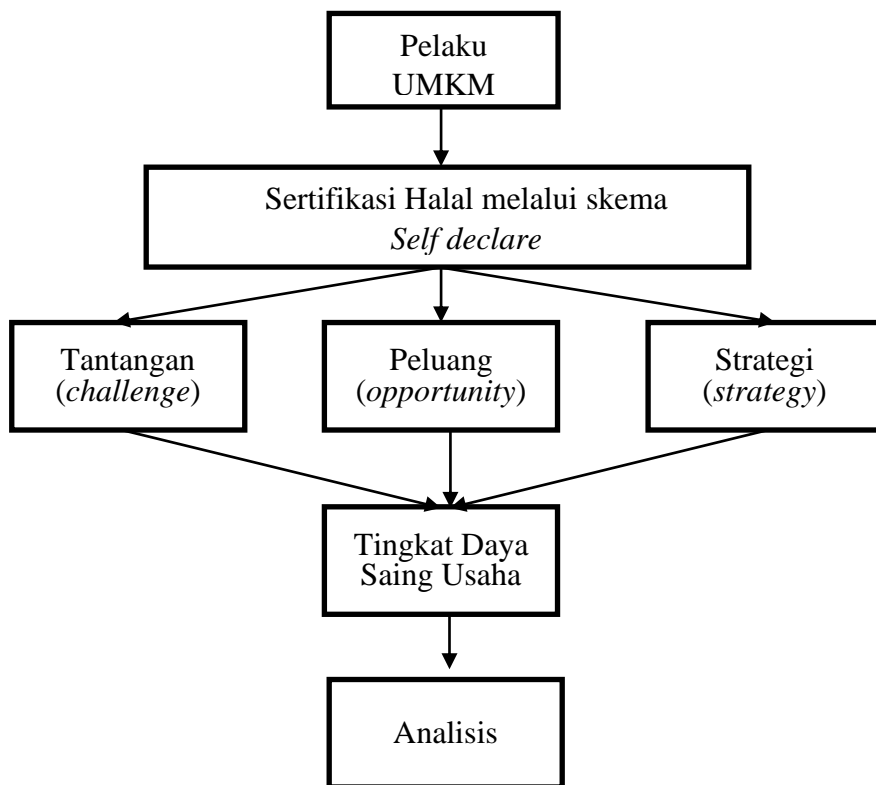 Pelaku
UMKM
Sertifikasi Halal melalui skema
Self declare
Tantangan
(challenge)
Peluang
(opportunity)
Strategi
(strategy)
Tingkat Daya
Saing Usaha
Analisis